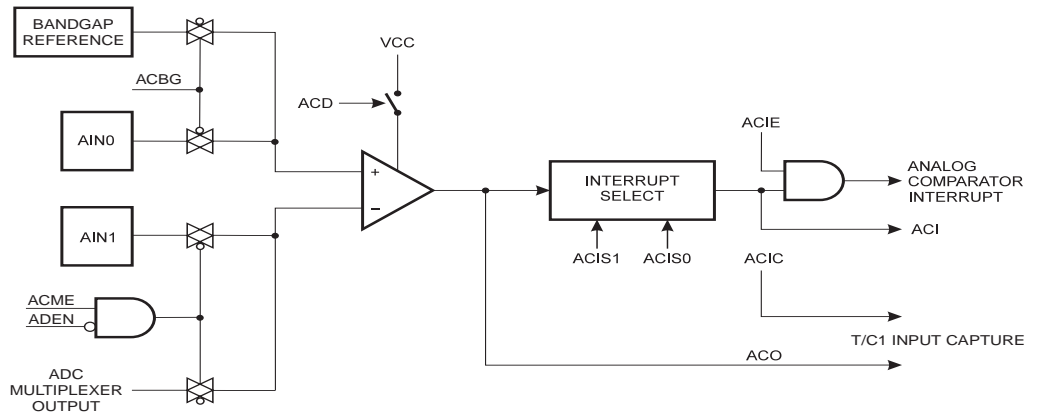 BANDGAP
REFERENCE
VCC
ACBG
ACD
AIN0
ACIE
+
INTERRUPT
SELECT
ANALOG
COMPARATOR
INTERRUPT
−
AIN1
ACI
ACIS1 ACIS0 ACIC
ACME
ADEN
T/C1 INPUT CAPTURE
ACO
ADC
MULTIPLEXER
OUTPUT